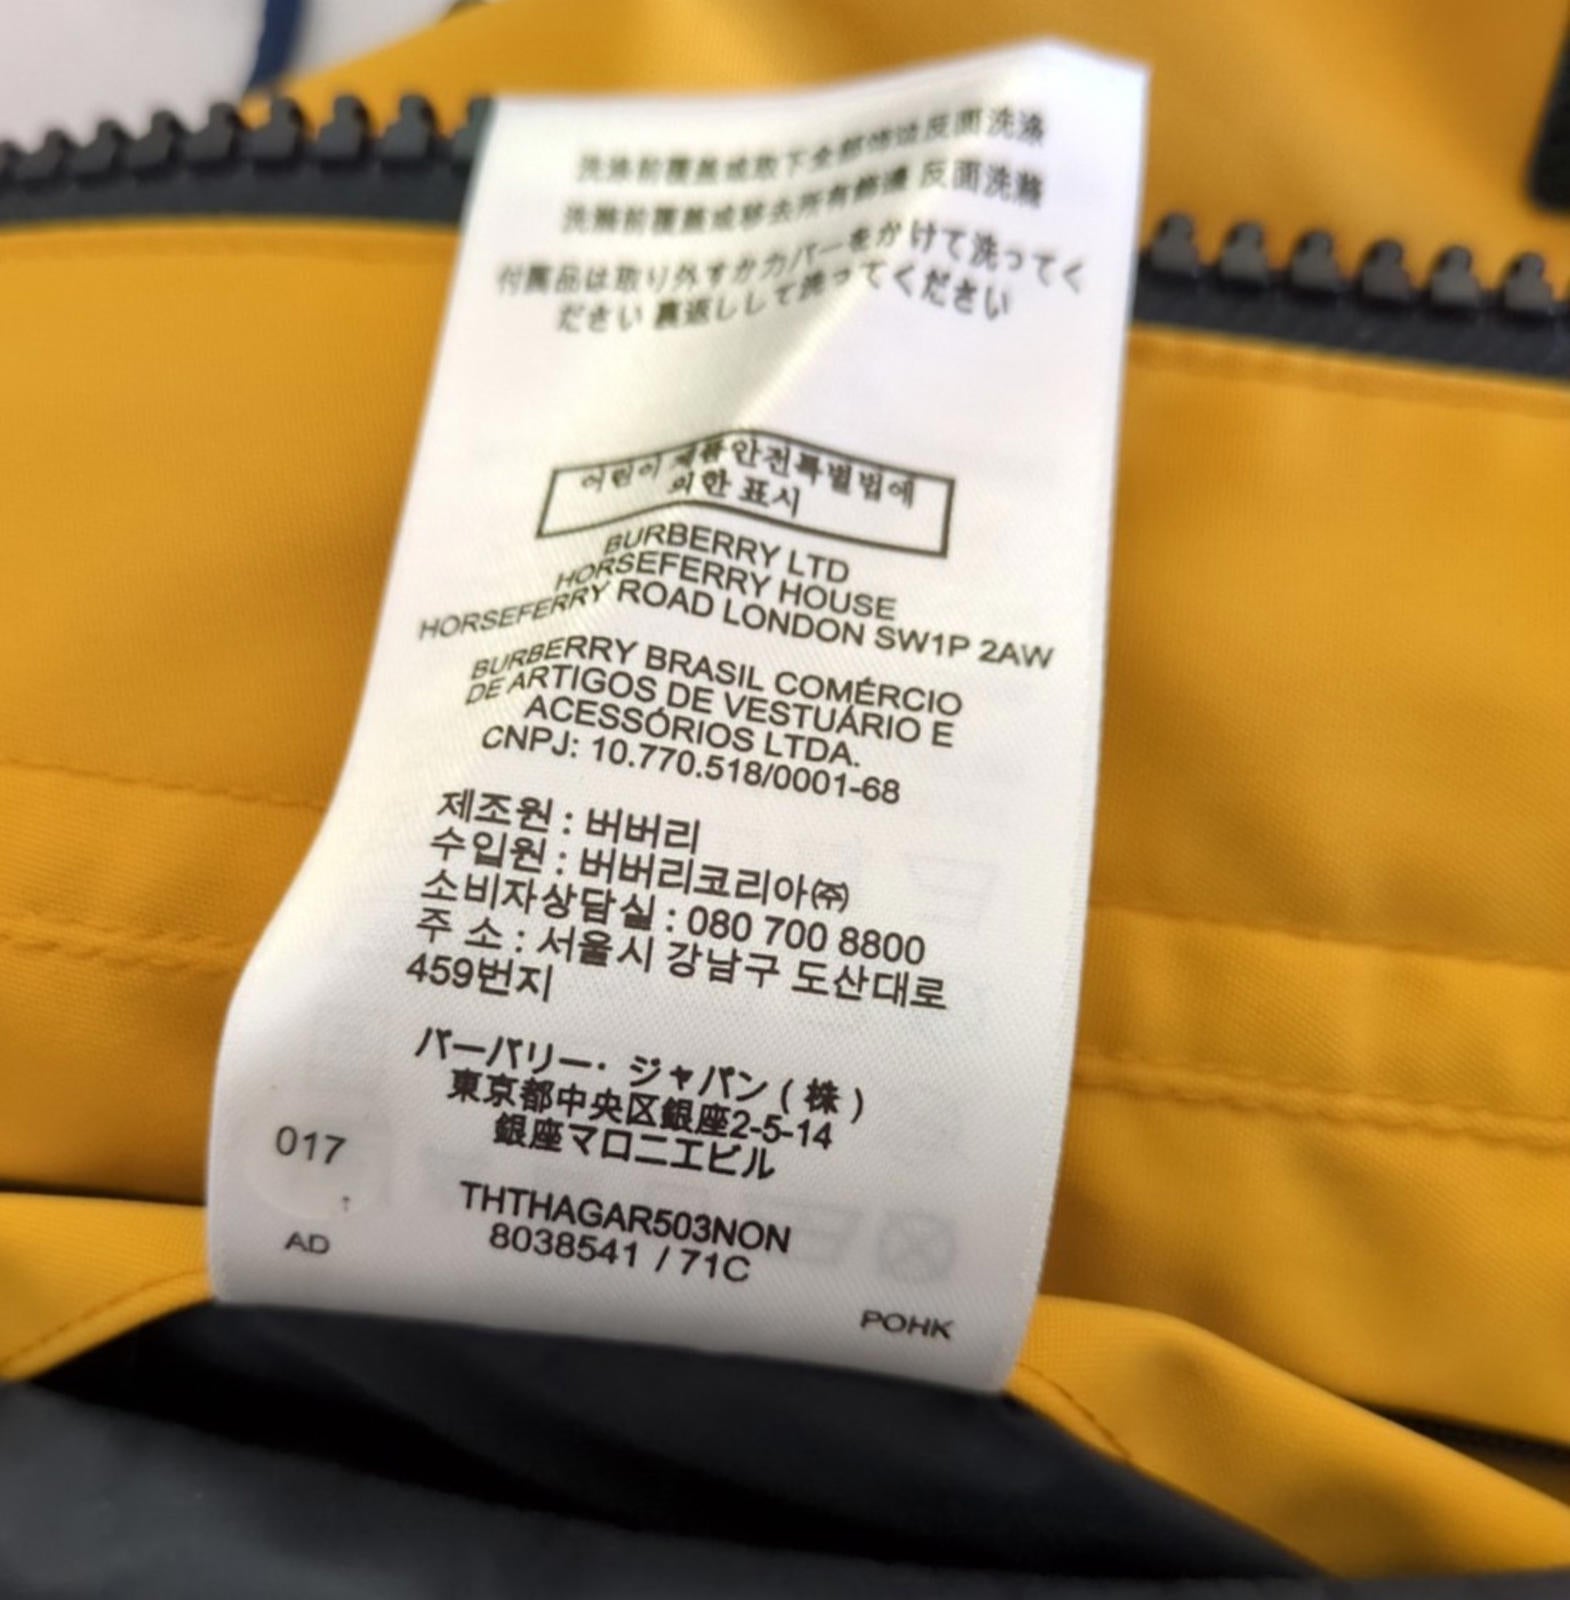 洗涤前覆盖或取下全部饰边反面洗涤
洗滌前覆蓋或移去所有飾邊 反面洗滌
付属品は取り外すかカバーをかけて洗ってく
ださい 裏返しして洗ってください
어린이 제품안전특별법에
의한 표시
BURBERRY LTD
HORSEFERRY HOUSE
HORSEFERRY ROAD LONDON SW1P 2AW
BURBERRY BRASIL COMÉRCIO
DE ARTIGOS DE VESTUÁRIO E
ACESSÓRIOS LTDA.
CNPJ: 10.770.518/0001-68
제조원 : 버버리
수입원 : 버버리코리아㈜
소비자상담실 : 080 700 8800
주 소 : 서울시 강남구 도산대로
459번지
バーバリー・ジャパン ( 株 )
東京都中央区銀座2-5-14
銀座マロニエビル
017
THTHAGAR503NON
AD
8038541 / 71C
POHK